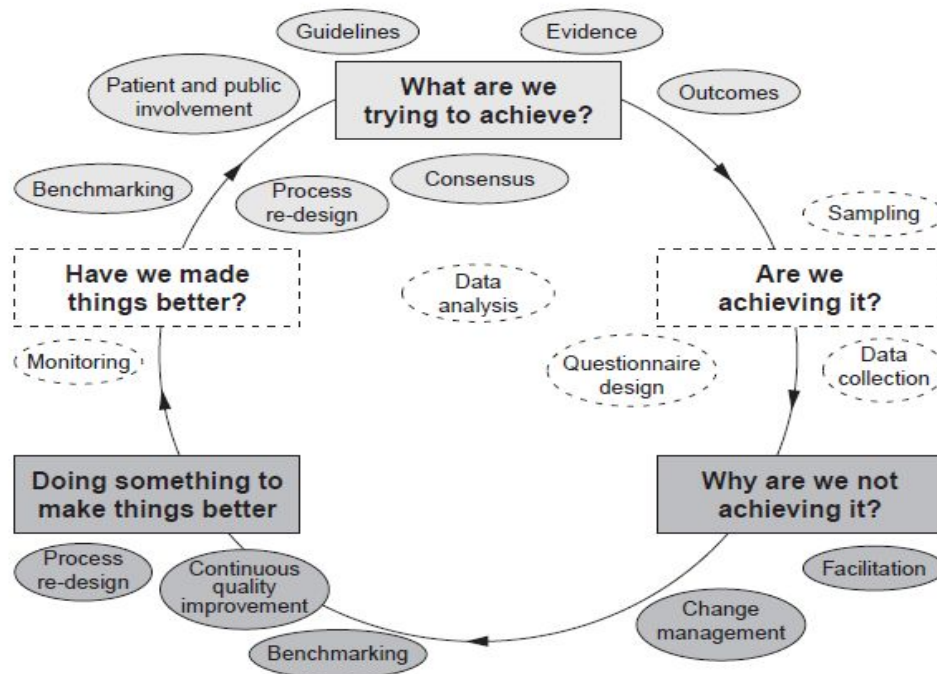 Guidelines
Evidence
Patient and public
involvement
What are we
trying to achieve?
Outcomes
Benchmarking
Process
re-design
Consensus
Sampling
Have we made
things better?
Data
analysis
Are we
achieving it?
Monitoring
Questionnaire
design
Data
collection
Doing something to
make things better
Why are we not
achieving it?
Process
re-design
Continuous
quality
improvement
Facilitation
Change
management
Benchmarking